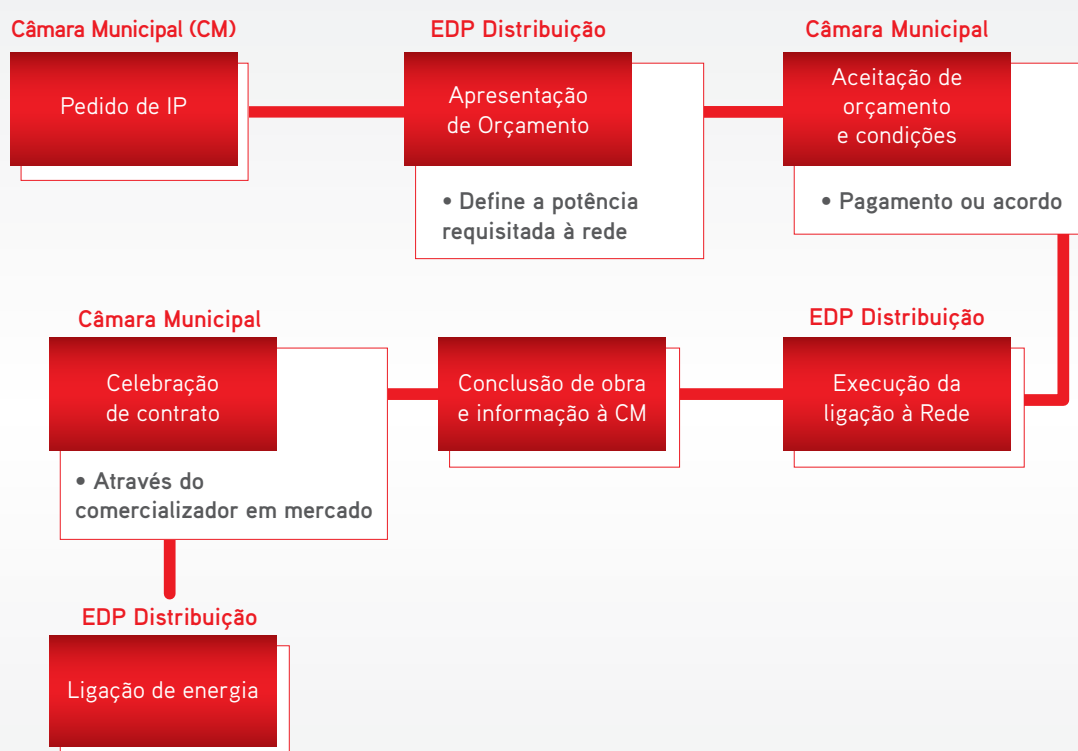 Câmara Municipal (CM)
Pedido de IP
EDP Distribuição
Apresentação
de Orçamento
• Define a potência
requisitada à rede
Câmara Municipal
Aceitação de
orçamento
e condições
• Pagamento ou acordo
EDP Distribuição
Execução da
ligação à Rede
Conclusão de obra
e informação à CM
Câmara Municipal
Celebração
de contrato
• Através do
comercializador em mercado
EDP Distribuição
Ligação de energia